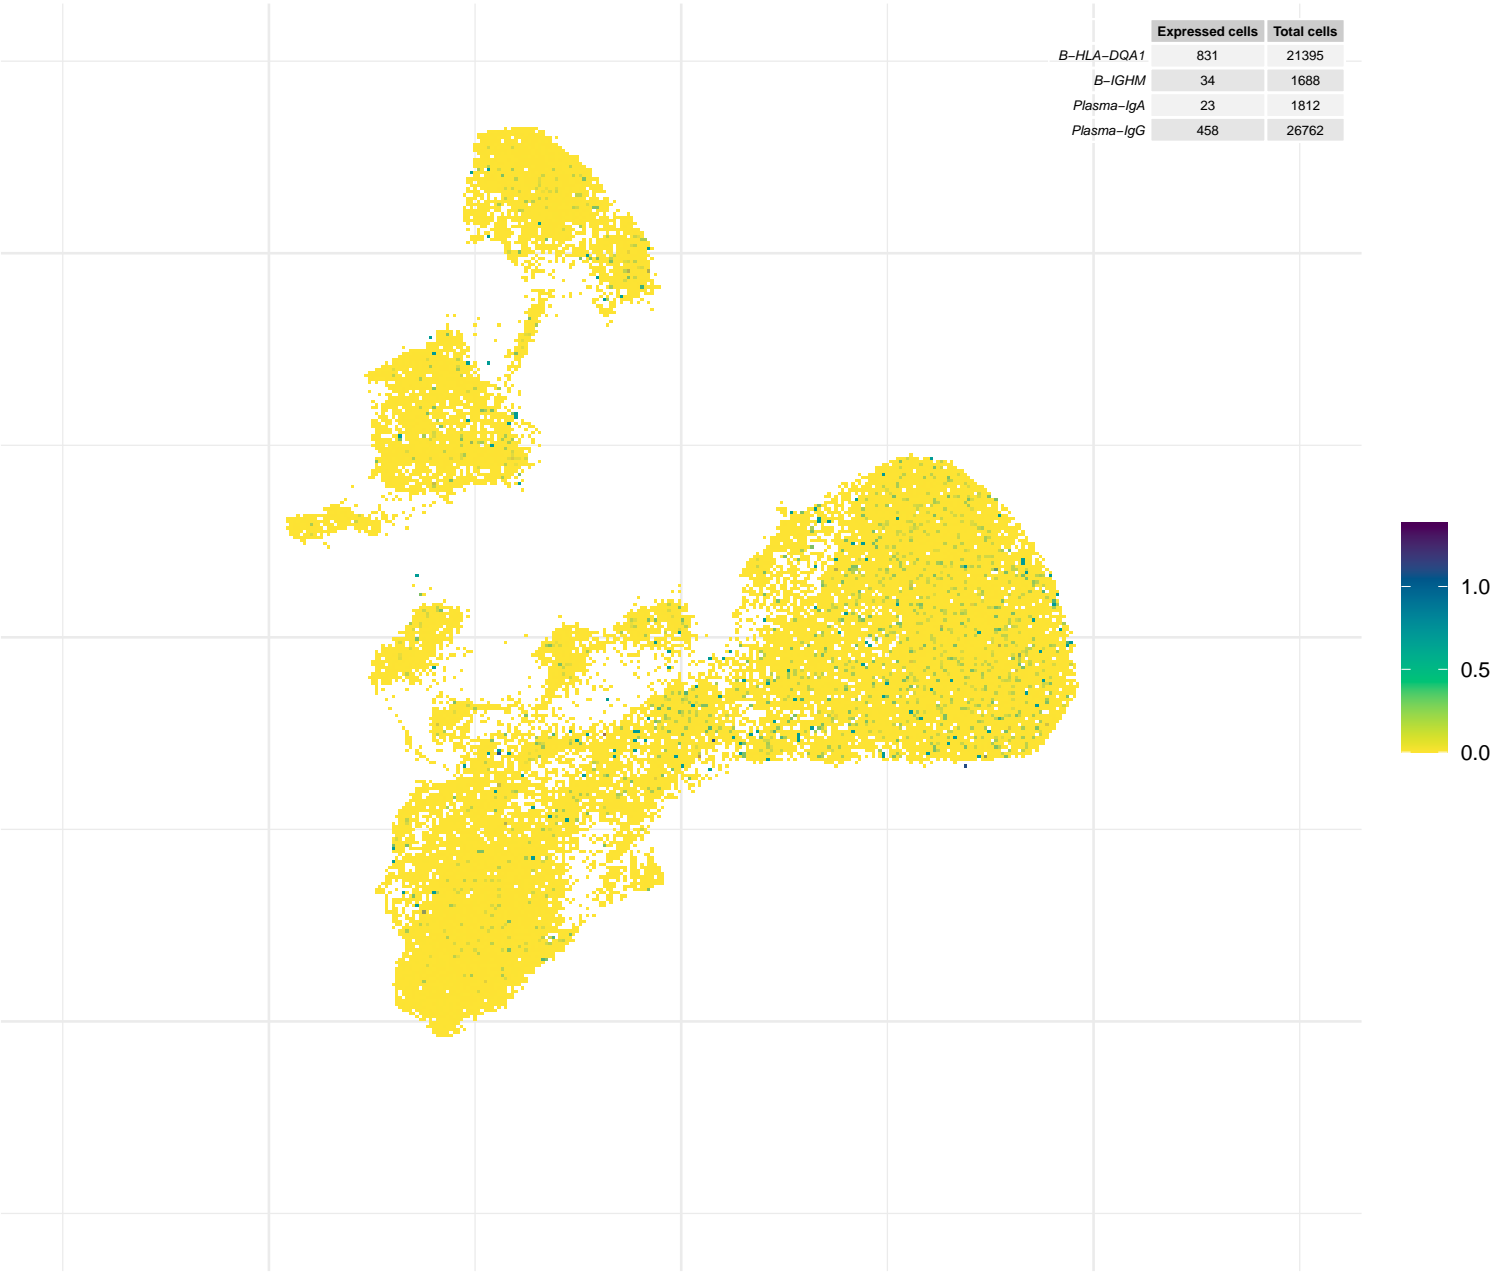 Expressed cells Total cells
B−HLA−DQA1 831 21395
B−IGHM 34 1688
Plasma−IgA 23 1812
Plasma−IgG 458 26762
1.0
0.5
0.0